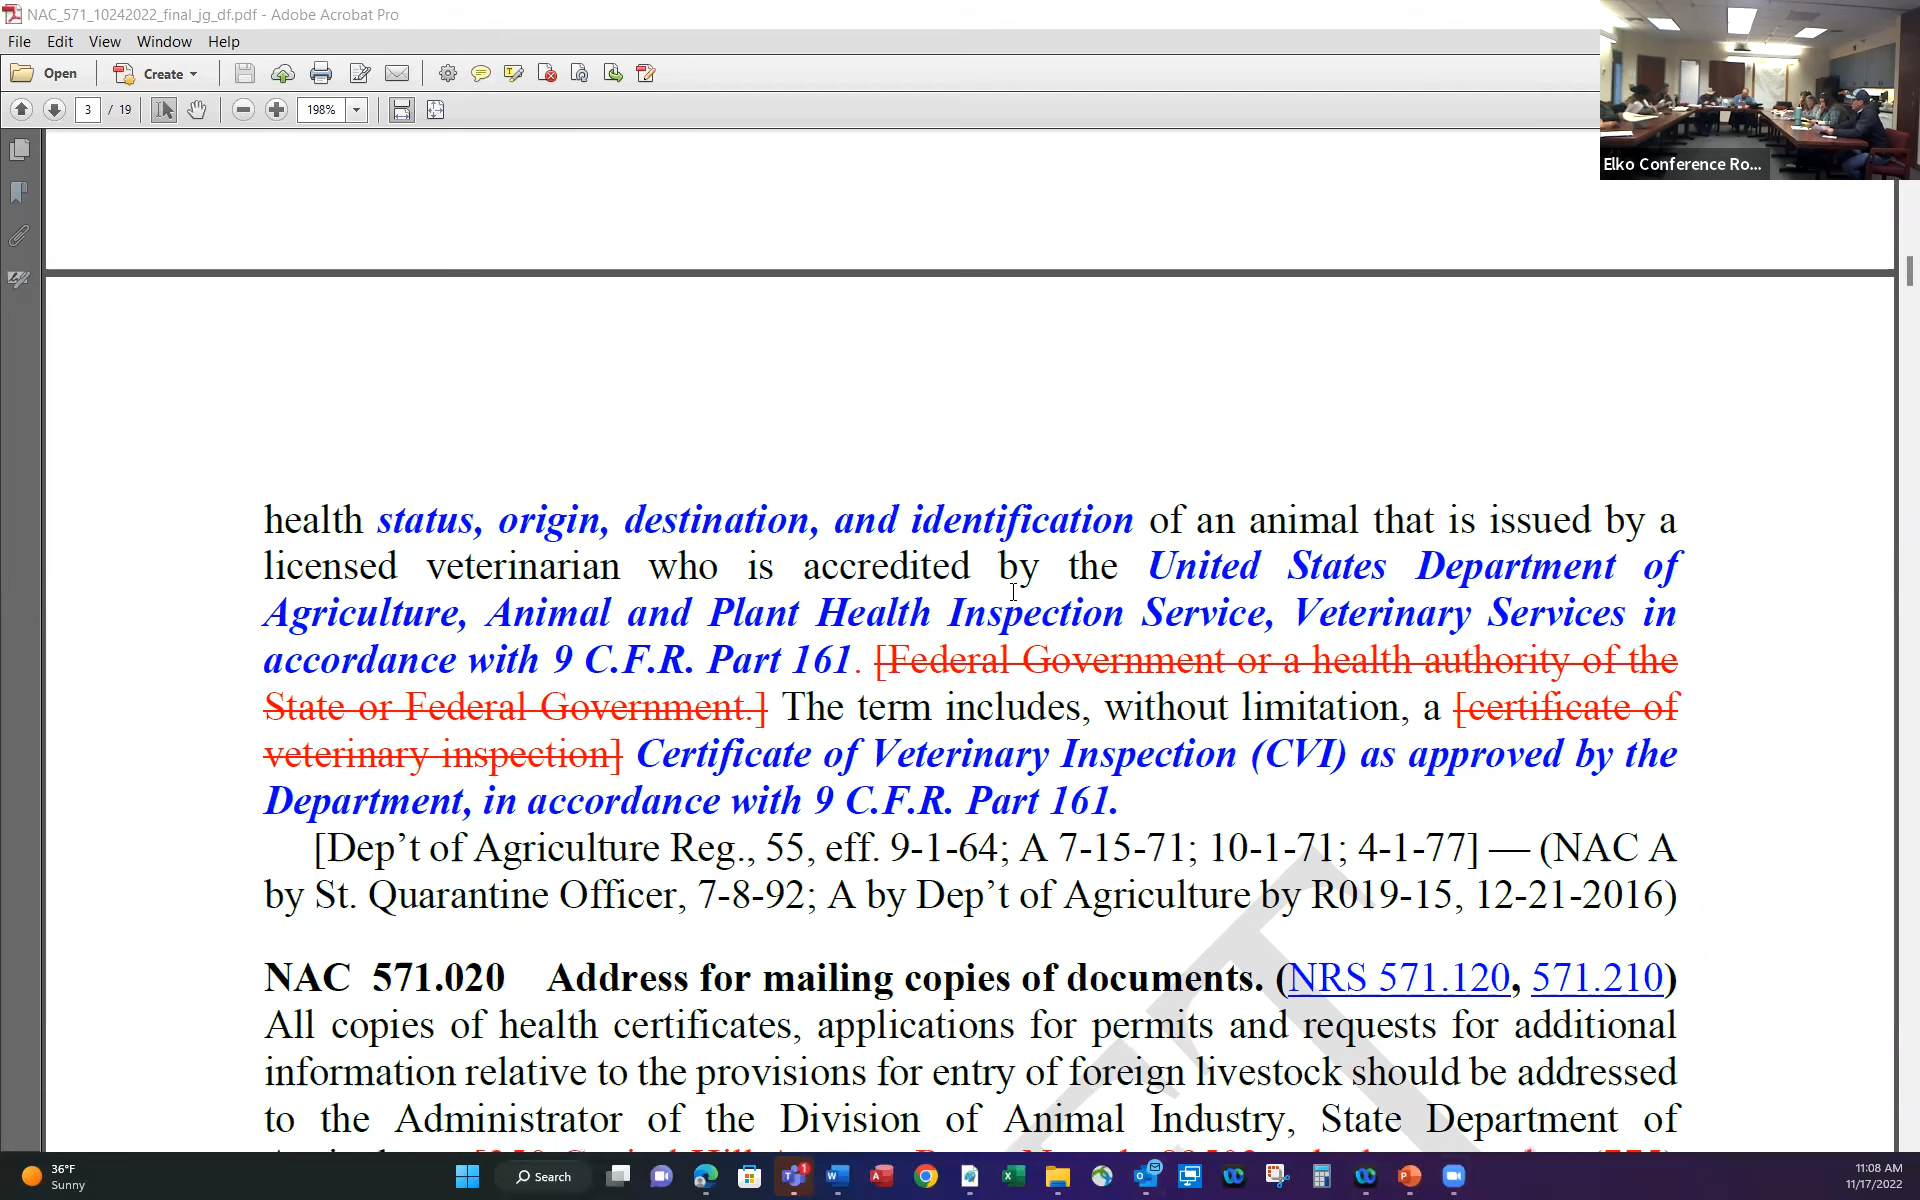 NAC_571_10242022_final_jg_df.pdf - Adobe Acrobat Pro
File Edit View Window Help
Open Create
3 / 19 198%
Elko Conference Ro...
health status, origin, destination, and identification of an animal that is issued by a
licensed veterinarian who is accredited by the United States Department of
Agriculture, Animal and Plant Health Inspection Service, Veterinary Services in
accordance with 9 C.F.R. Part 161. [Federal Government or a health authority of the
State or Federal Government.] The term includes, without limitation, a [certificate of
veterinary inspection] Certificate of Veterinary Inspection (CVI) as approved by the
Department, in accordance with 9 C.F.R. Part 161.
[Dep’t of Agriculture Reg., 55, eff. 9-1-64; A 7-15-71; 10-1-71; 4-1-77] — (NAC A
by St. Quarantine Officer, 7-8-92; A by Dep’t of Agriculture by R019-15, 12-21-2016)
NAC 571.020 Address for mailing copies of documents. (NRS 571.120, 571.210)
All copies of health certificates, applications for permits and requests for additional
information relative to the provisions for entry of foreign livestock should be addressed
to the Administrator of the Division of Animal Industry, State Department of
36°F
Sunny
Search
11:08 AM
11/17/2022